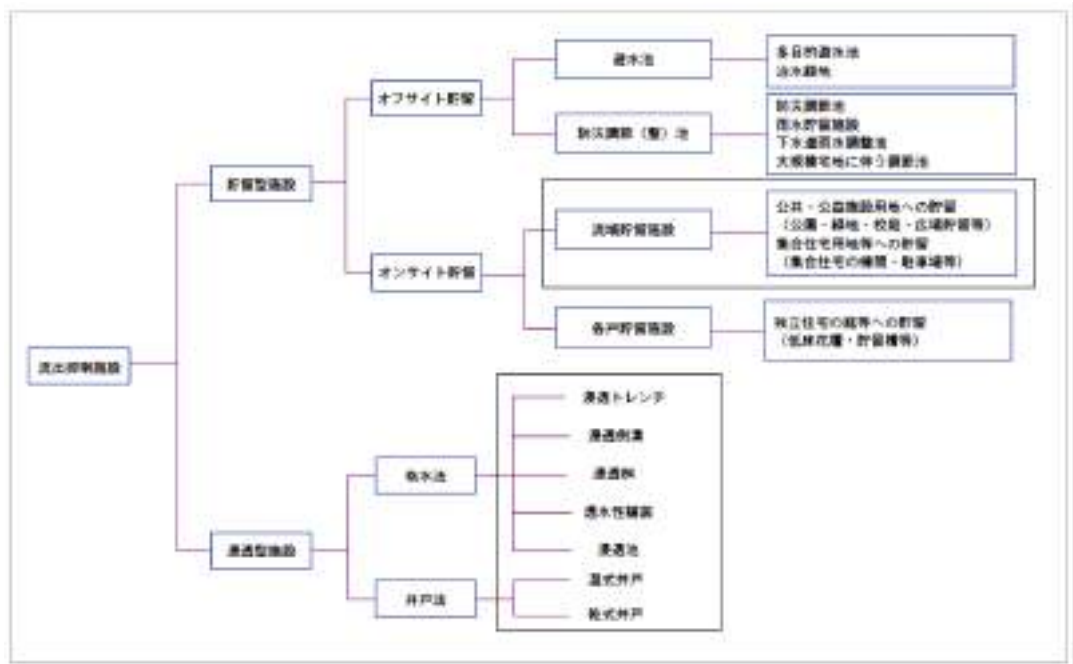 流出抑制施設
貯留型施設
オフサイト貯留
遊水池
多目的遊水池
治水緑地
防災調節（整）池
防災調節池
雨水貯留施設
下水道雨水調整池
大規模宅地に伴う調節池
オンサイト貯留
流域貯留施設
公共・公益施設用地への貯留
（公園・緑地・校庭・広場貯留等）
集合住宅用地等への貯留
（集合住宅の棟間・駐車場等）
各戸貯留施設
独立住宅の庭等への貯留
（低床花壇・貯留槽等）
浸透型施設
拡水法
浸透トレンチ
浸透側溝
浸透桝
透水性舗装
浸透池
井戸法
湿式井戸
乾式井戸